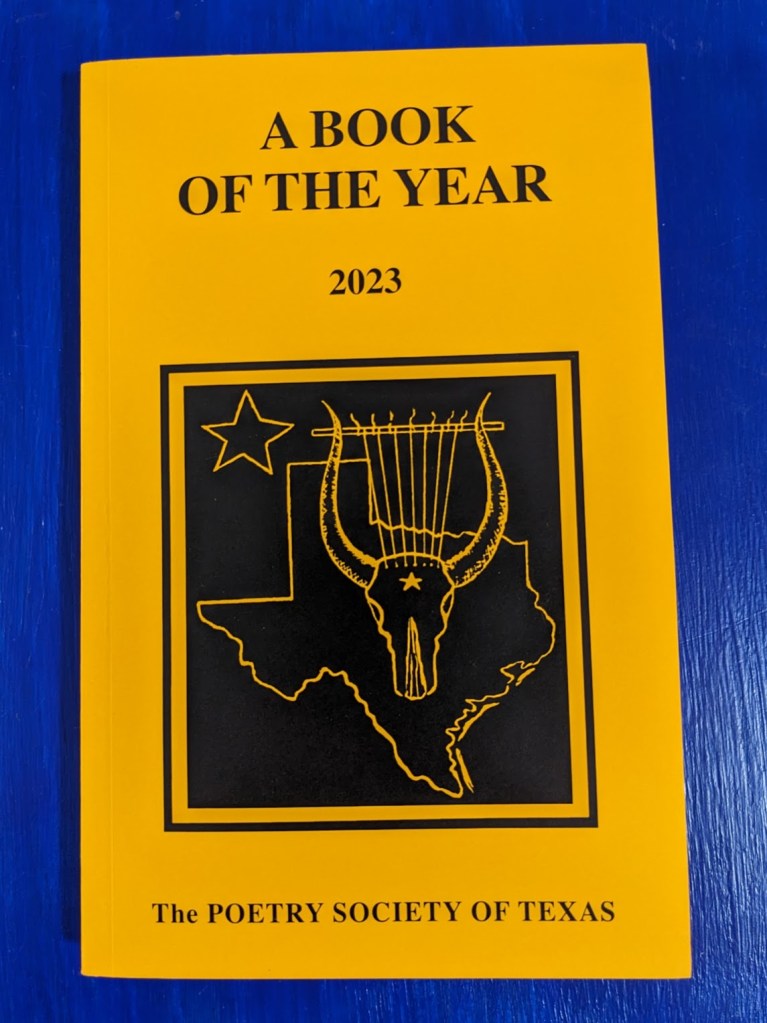 A BOOK
OF THE YEAR
2023
The POETRY SOCIETY OF TEXAS